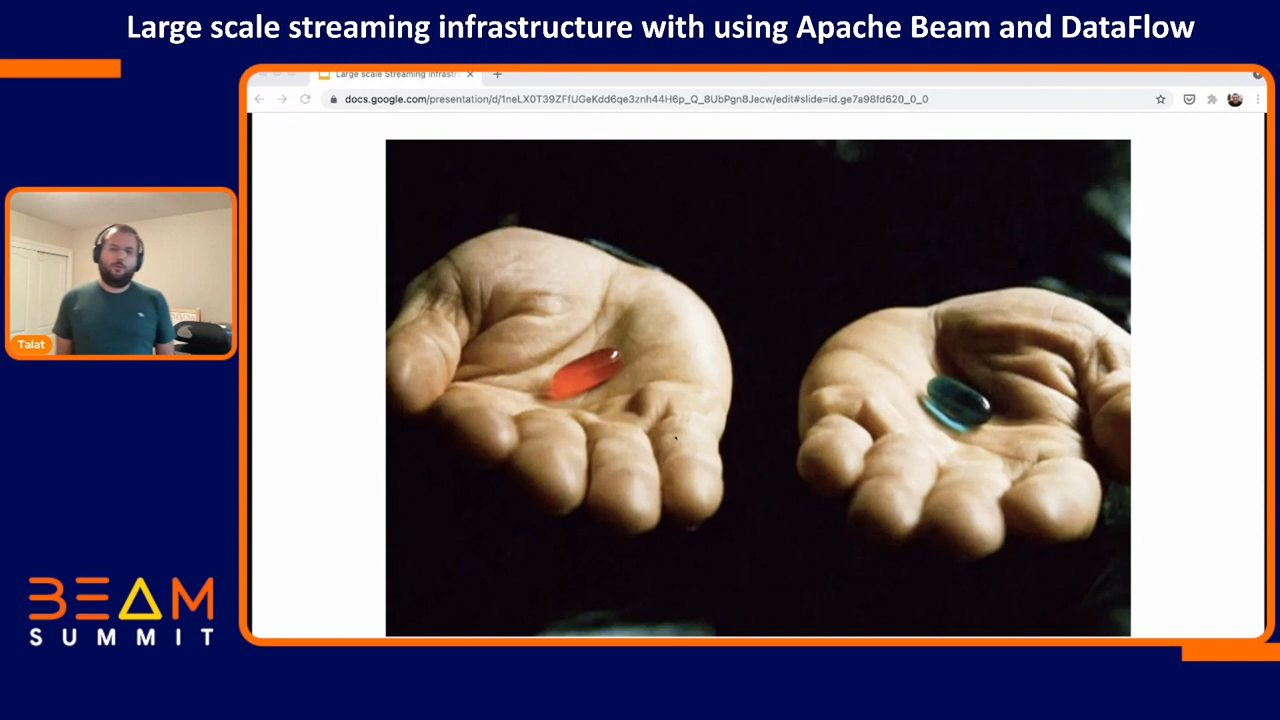 Large scale streaming infrastructure with using Apache Beam and DataFlow
Large scale Streaming Infrast
docs.google.com/presentation/d/1neLX0T39ZFfUGeKdd6qe3znh44H6p_Q_8UbPgn8Jecw/edit#slide=id.ge7a98fd620_0_0
Talat
BEAM
SUMMIT